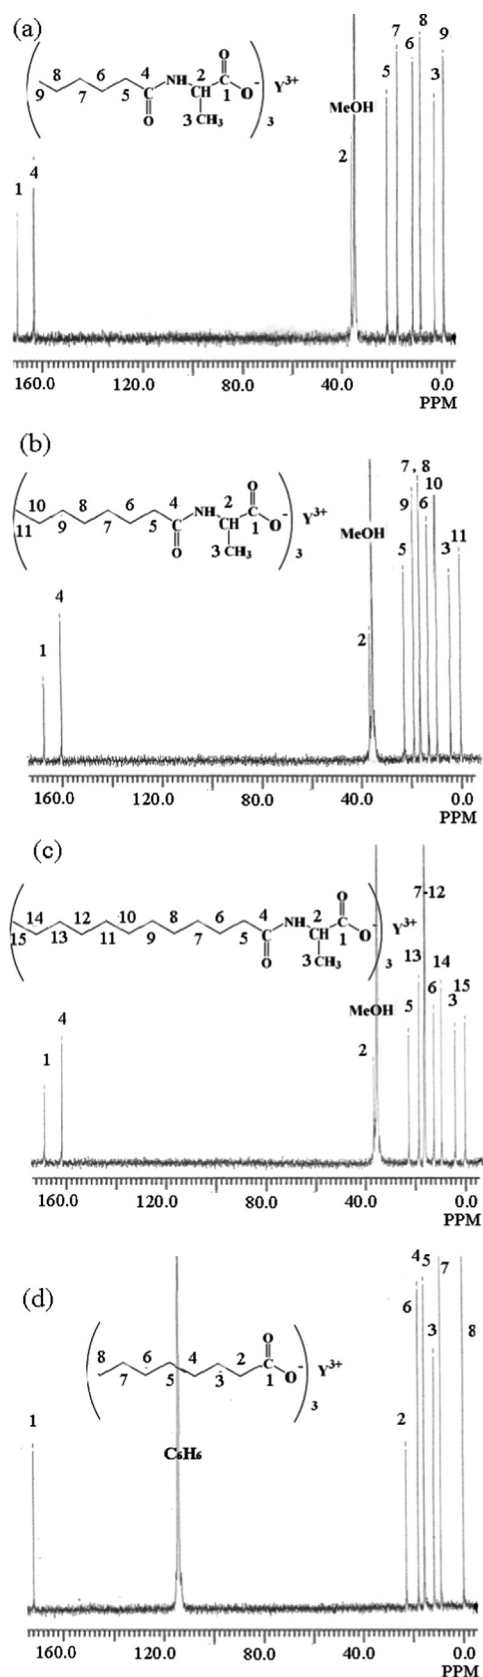 (a)
O
8 6 4 NH 2 C
9 7 5 C CH 1 O⁻ Y³⁺
O 3 CH₃ 3
1 4 MeOH 2 5 7 6 8 3 9
160.0 120.0 80.0 40.0 0.0
PPM
(b)
O
10 8 6 4 NH 2 C
11 9 7 5 C CH 1 O⁻ Y³⁺
O 3 CH₃ 3
1 4 MeOH 2 5 9 7 , 8 6 10 3 11
160.0 120.0 80.0 40.0 0.0
PPM
(c)
O
14 12 10 8 6 4 NH 2 C
15 13 11 9 7 5 C CH 1 O⁻ Y³⁺
O 3 CH₃ 3
1 4 MeOH 2 5 13 7-12 6 14 3 15
160.0 120.0 80.0 40.0 0.0
PPM
(d)
O
8 6 4 2 C
7 5 3 1 O⁻ Y³⁺
3
1 C₆H₆ 2 6 4 5 3 7 8
160.0 120.0 80.0 40.0 0.0
PPM